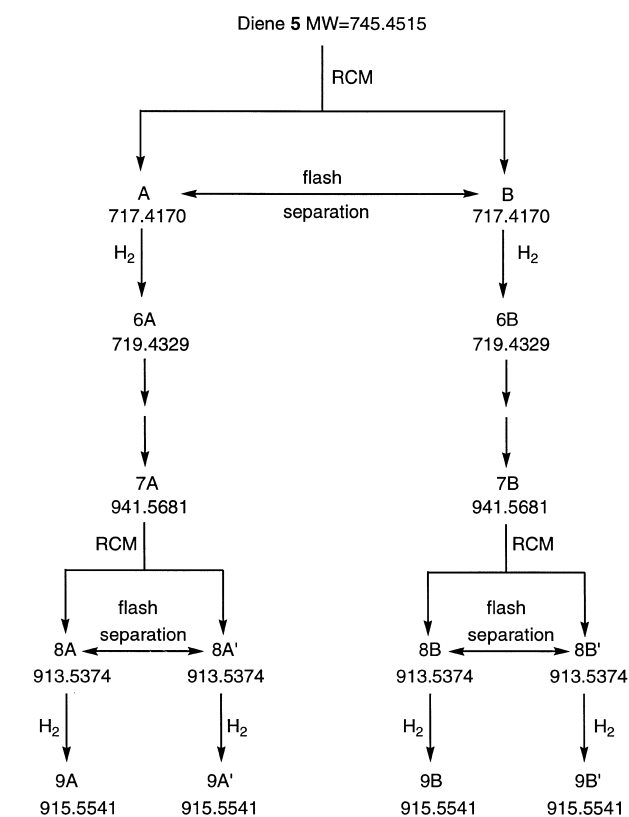 Diene 5 MW=745.4515
RCM
flash
A B
separation
717.4170 717.4170
H2 H2
6A 6B
719.4329 719.4329
7A 7B
941.5681 941.5681
RCM RCM
flash flash
separation separation
8A 8A' 8B 8B'
913.5374 913.5374 913.5374 913.5374
H2 H2 H2 H2
9A 9A' 9B 9B'
915.5541 915.5541 915.5541 915.5541